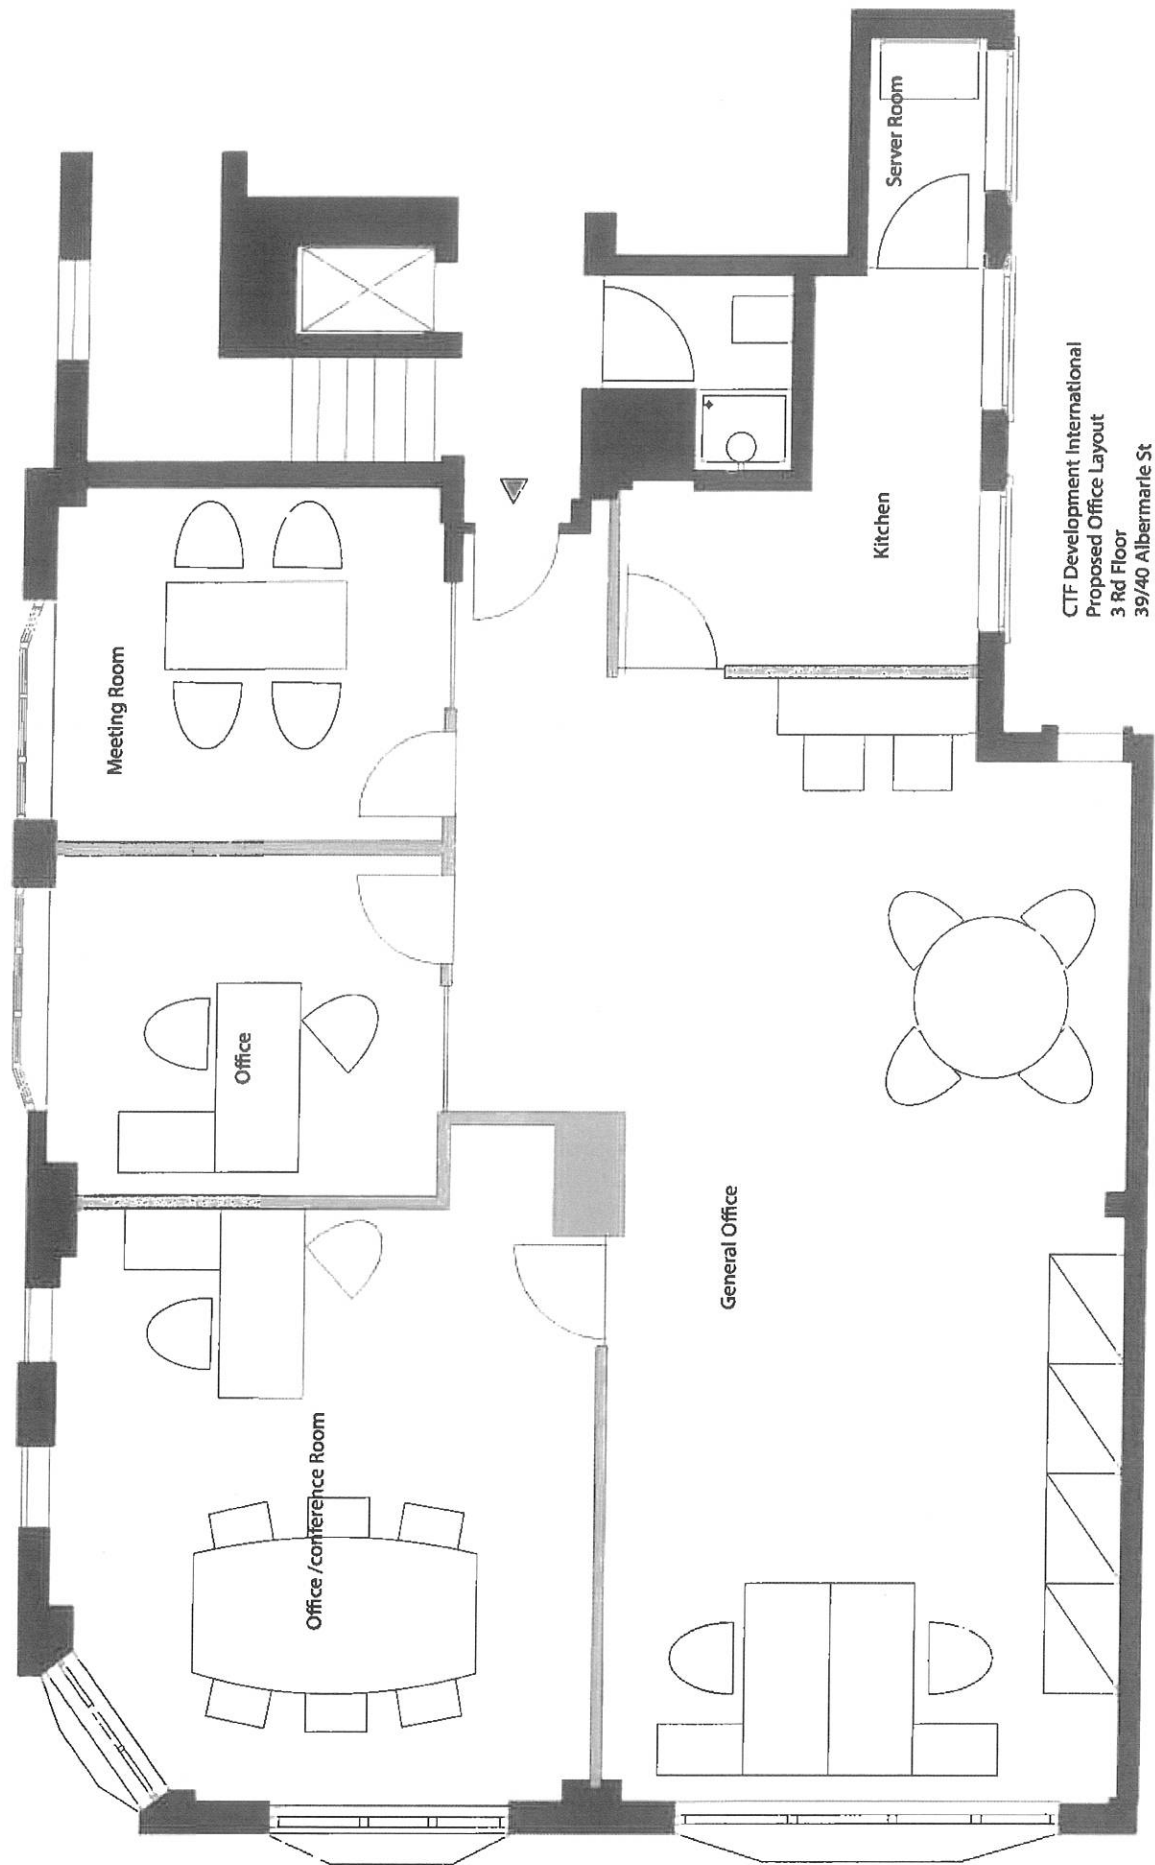 Meeting Room
Office
Office /conference Room
Server Room
Kitchen
General Office
CTF Development International
Proposed Office Layout
3 Rd Floor
39/40 Albermarle St